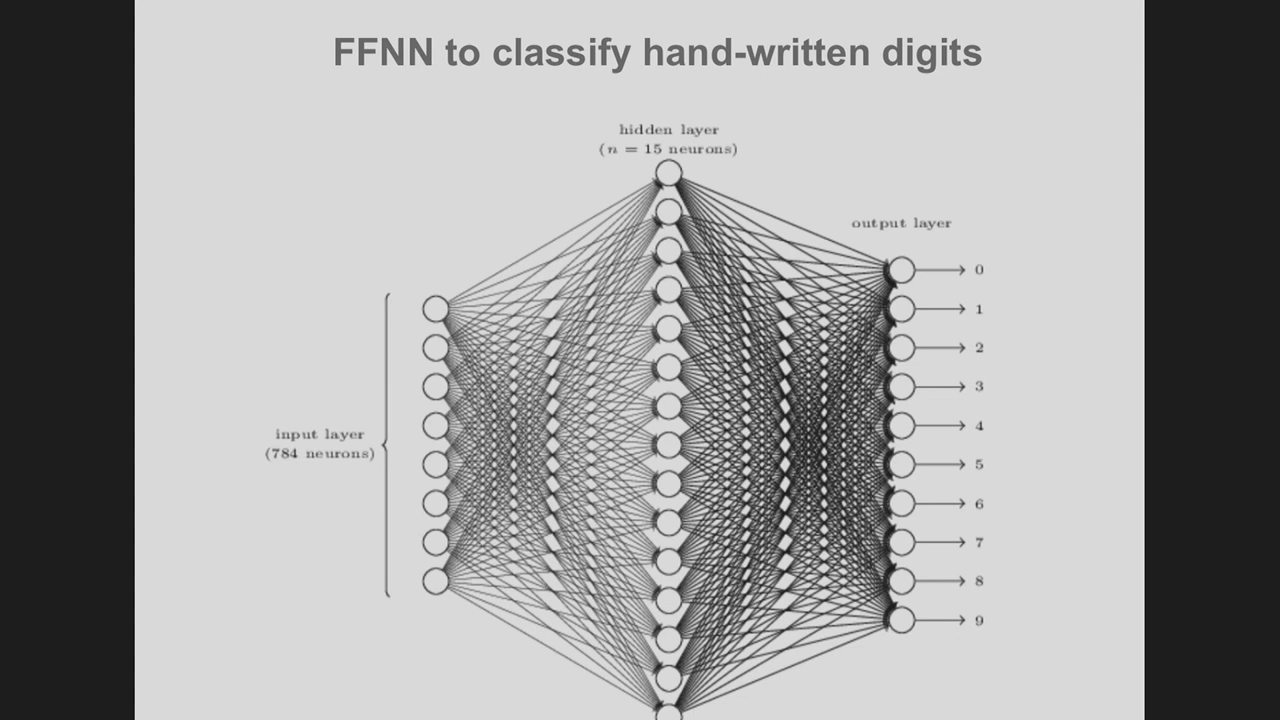 FFNN to classify hand-written digits
hidden layer
(n = 15 neurons)
output layer
0
1
2
3
input layer
(784 neurons)
4
5
6
7
8
9